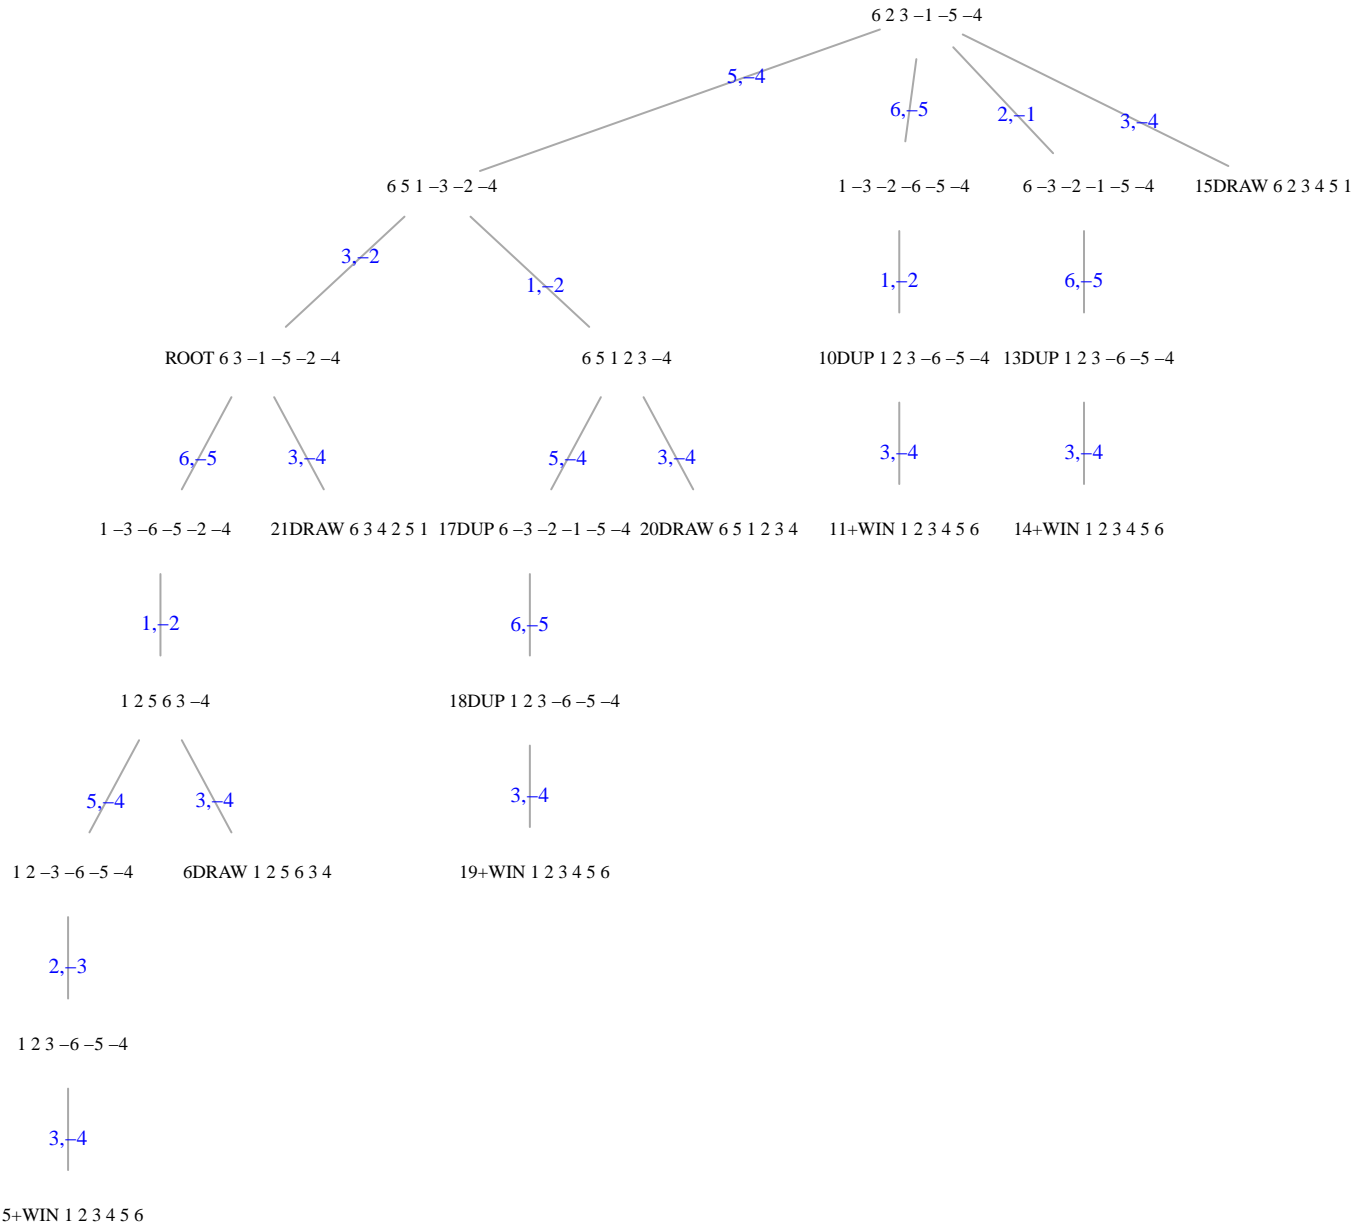 6 2 3 –1 –5 –4
5,–4
6,–5
2,–1
3,–4
6 5 1 –3 –2 –4
1 –3 –2 –6 –5 –4
6 –3 –2 –1 –5 –4
15DRAW 6 2 3 4 5 1
3,–2
1,–2
1,–2
6,–5
ROOT 6 3 –1 –5 –2 –4
6 5 1 2 3 –4
10DUP 1 2 3 –6 –5 –4
13DUP 1 2 3 –6 –5 –4
6,–5
3,–4
5,–4
3,–4
3,–4
3,–4
1 –3 –6 –5 –2 –4
21DRAW 6 3 4 2 5 1
17DUP 6 –3 –2 –1 –5 –4
20DRAW 6 5 1 2 3 4
11+WIN 1 2 3 4 5 6
14+WIN 1 2 3 4 5 6
1,–2
6,–5
1 2 5 6 3 –4
18DUP 1 2 3 –6 –5 –4
5,–4
3,–4
3,–4
1 2 –3 –6 –5 –4
6DRAW 1 2 5 6 3 4
19+WIN 1 2 3 4 5 6
2,–3
1 2 3 –6 –5 –4
3,–4
5+WIN 1 2 3 4 5 6